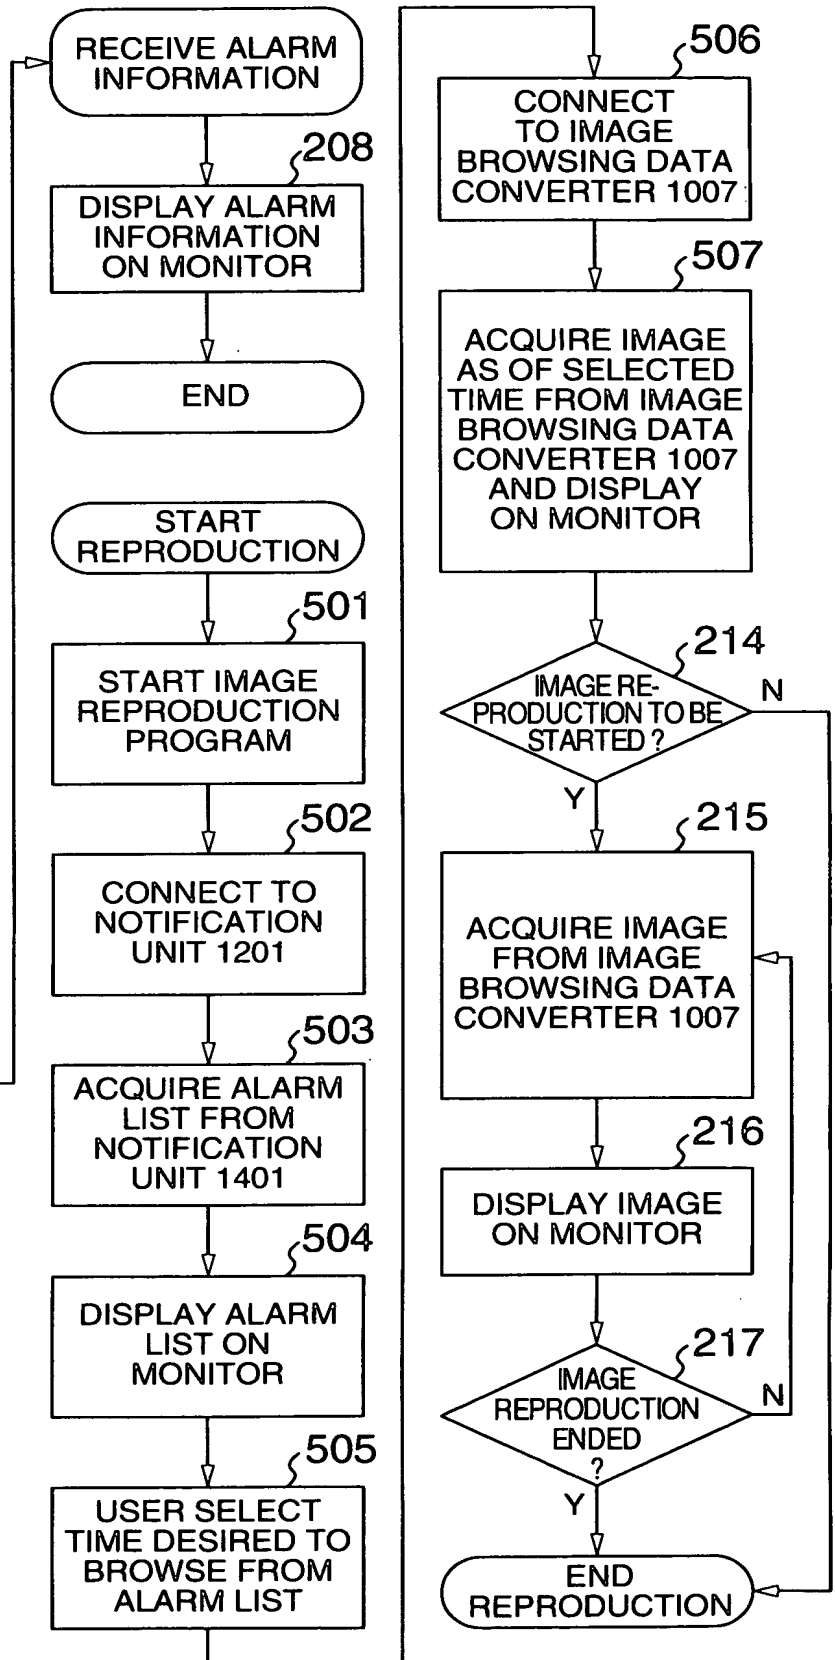 RECEIVE ALARM
INFORMATION
208
DISPLAY ALARM
INFORMATION
ON MONITOR
END
START
REPRODUCTION
501
START IMAGE
REPRODUCTION
PROGRAM
502
CONNECT TO
NOTIFICATION
UNIT 1201
503
ACQUIRE ALARM
LIST FROM
NOTIFICATION
UNIT 1401
504
DISPLAY ALARM
LIST ON
MONITOR
505
USER SELECT
TIME DESIRED TO
BROWSE FROM
ALARM LIST
506
CONNECT
TO IMAGE
BROWSING DATA
CONVERTER 1007
507
ACQUIRE IMAGE
AS OF SELECTED
TIME FROM IMAGE
BROWSING DATA
CONVERTER 1007
AND DISPLAY
ON MONITOR
214
IMAGE RE-
PRODUCTION TO BE
STARTED ?
N
Y
215
ACQUIRE IMAGE
FROM IMAGE
BROWSING DATA
CONVERTER 1007
216
DISPLAY IMAGE
ON MONITOR
217
IMAGE
REPRODUCTION
ENDED
?
N
Y
END
REPRODUCTION